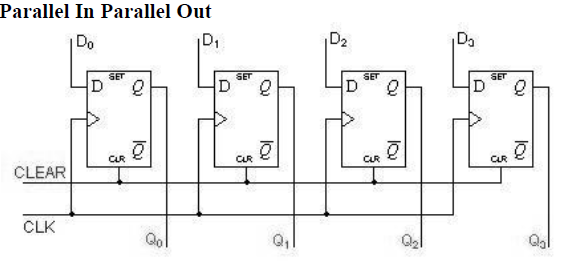 Parallel In Parallel Out
D0 D1 D2 D3
SET SET SET SET
D Q D Q D Q D Q
Q̅ Q̅ Q̅ Q̅
CLR CLR CLR CLR
CLEAR
CLK
Q0 Q1 Q2 Q3